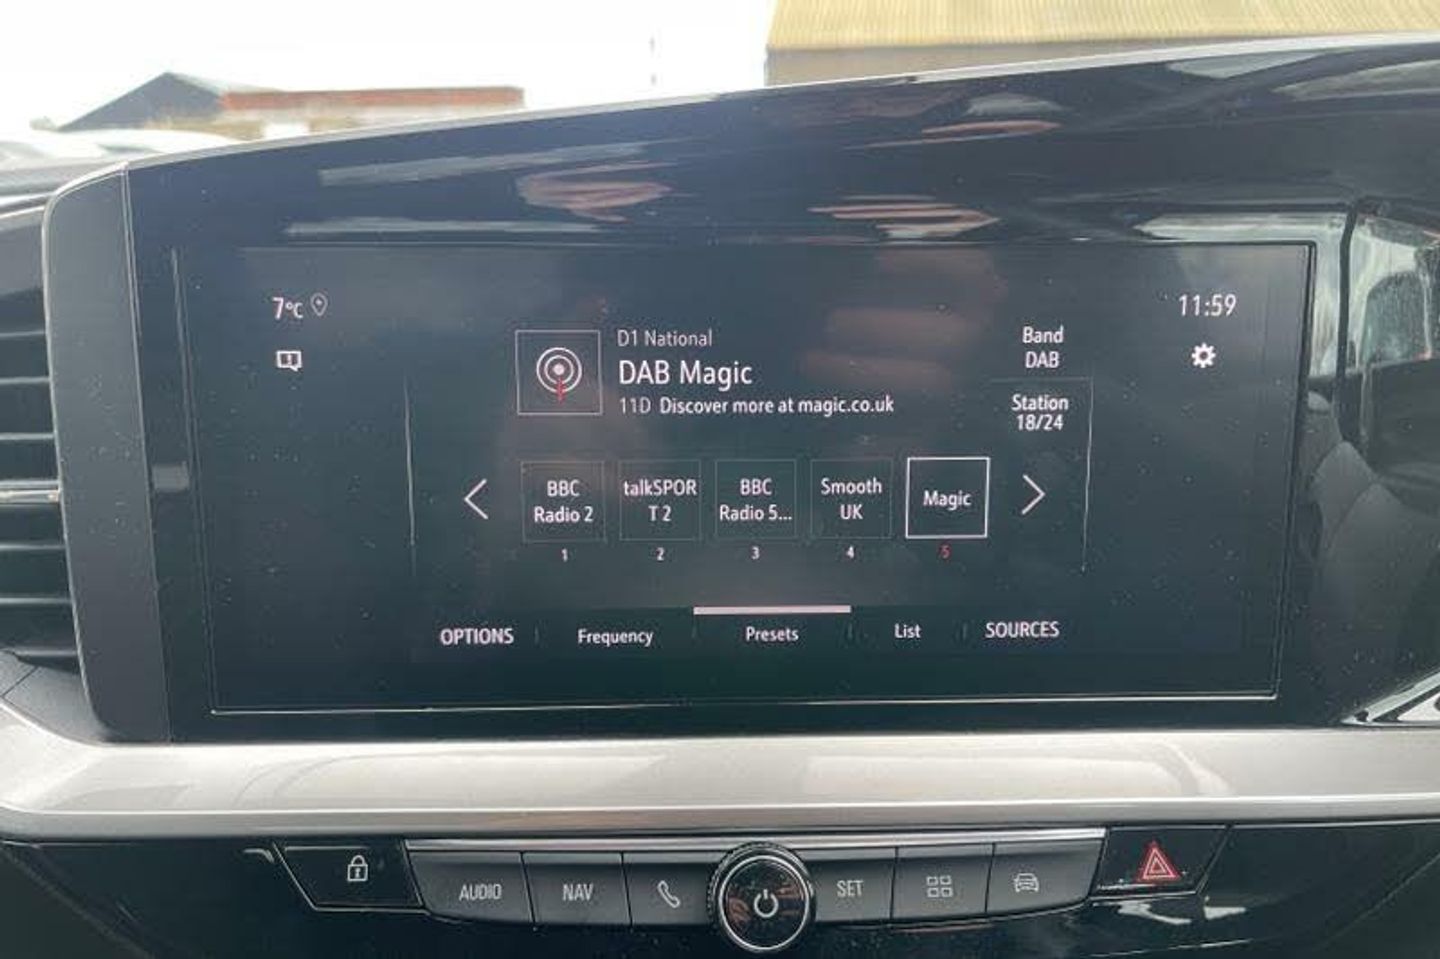 7°C
11:59
D1 National
DAB Magic
11D Discover more at magic.co.uk
Band
DAB
Station
18/24
BBC
Radio 2
1
talkSPOR
T 2
2
BBC
Radio 5...
3
Smooth
UK
4
Magic
5
OPTIONS
Frequency
Presets
List
SOURCES
AUDIO
NAV
SET